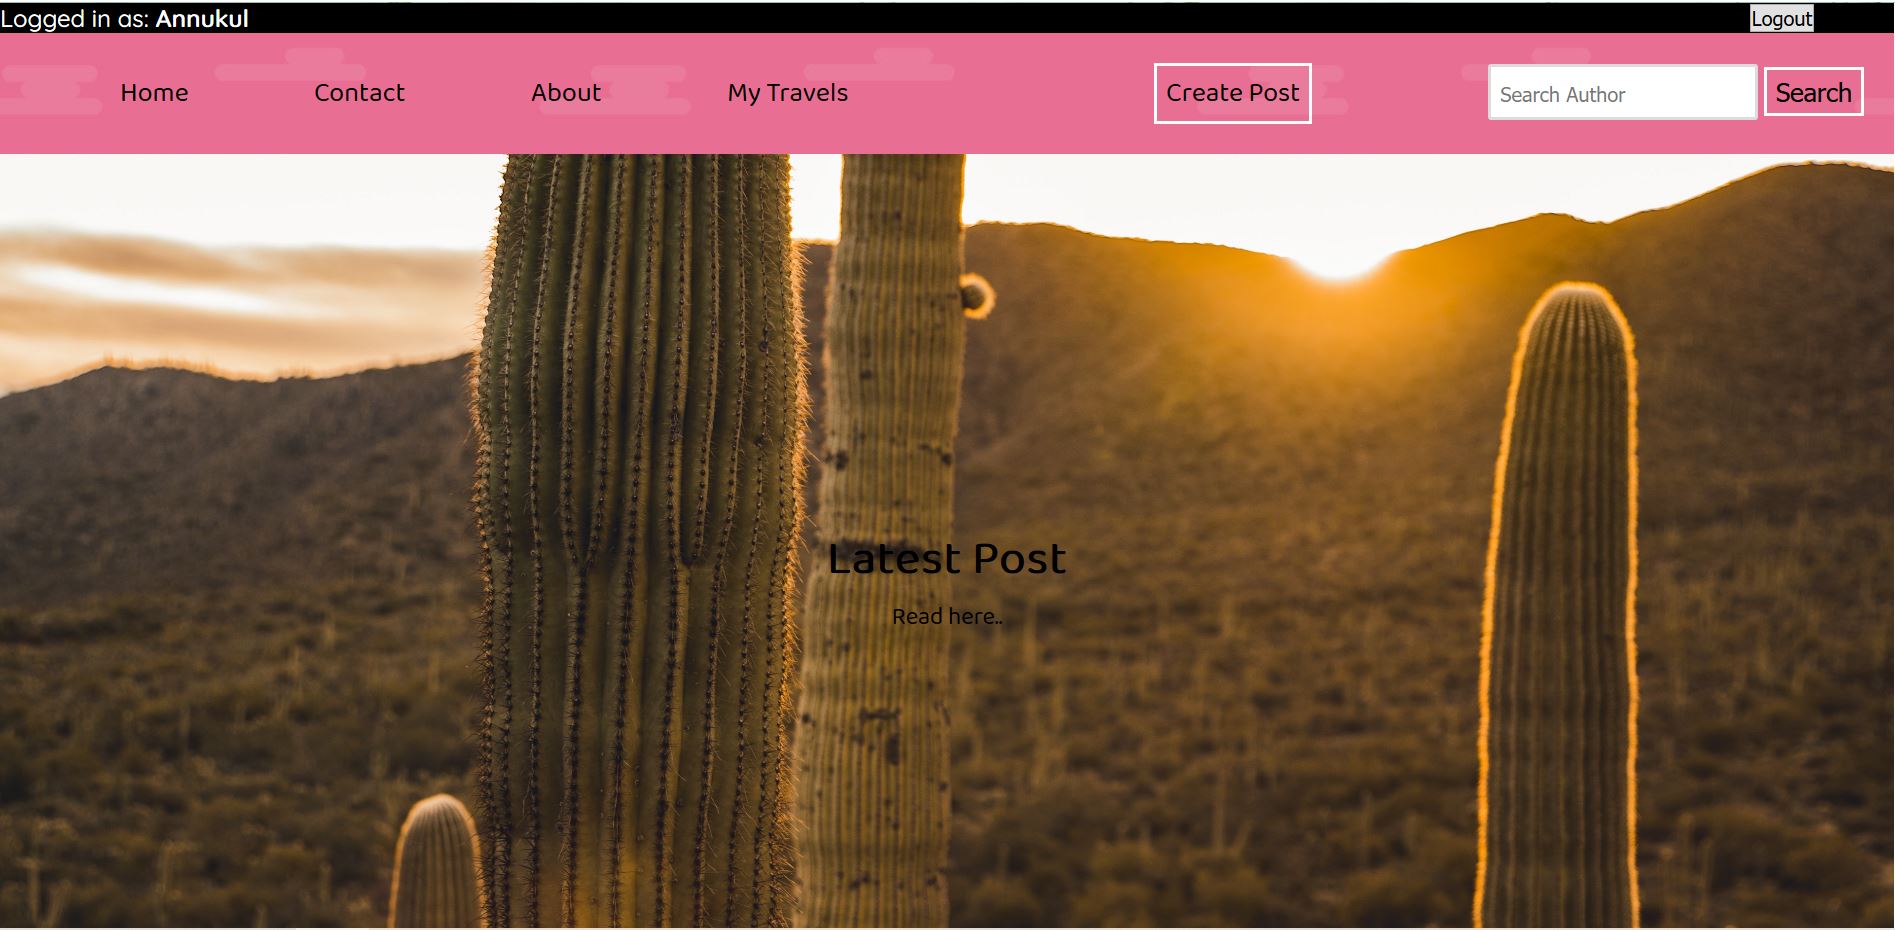 Logged in as: Annukul
Logout
Home
Contact
About
My Travels
Create Post
Search Author
Search
Latest Post
Read here..